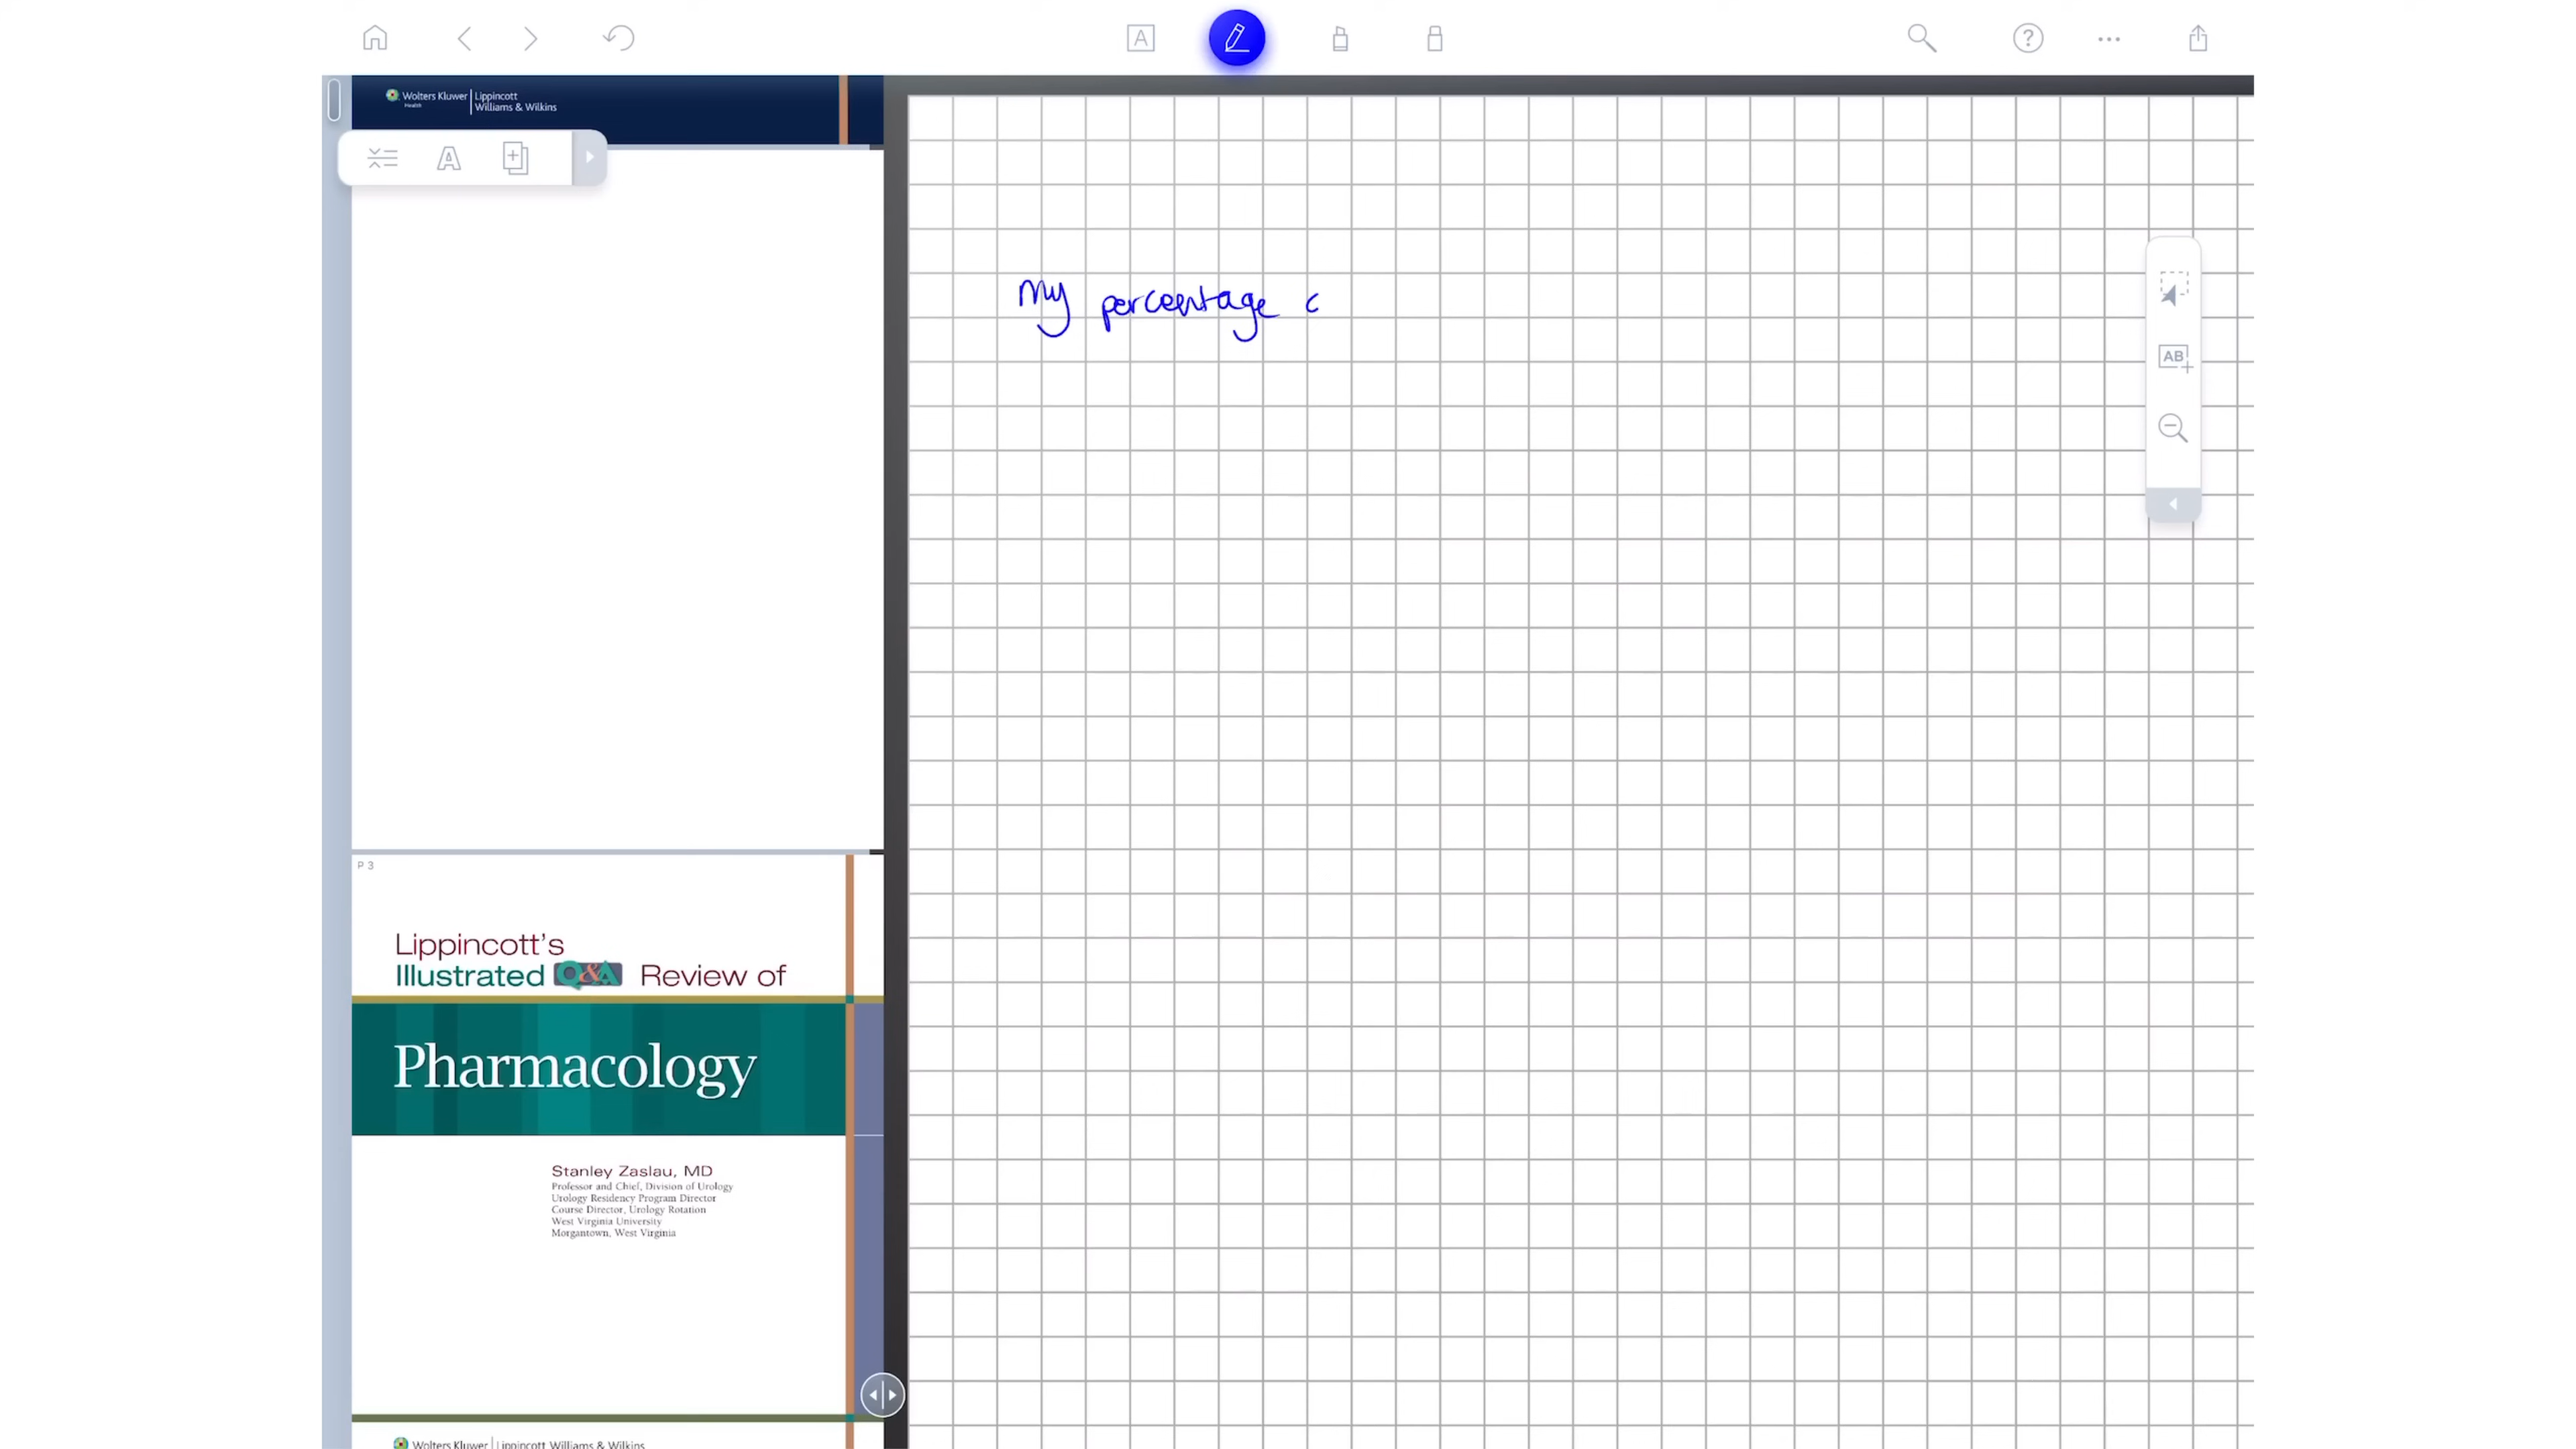 A
?
Wolters Kluwer
Health
Lippincott
Williams & Wilkins
A
My percentage c
AB
P 3
Lippincott's
Illustrated Q&A Review of
Pharmacology
Stanley Zaslau, MD
Professor and Chief, Division of Urology
Urology Residency Program Director
Course Director, Urology Rotation
West Virginia University
Morgantown, West Virginia
Wolters Kluwer | Lippincott Williams & Wilkins